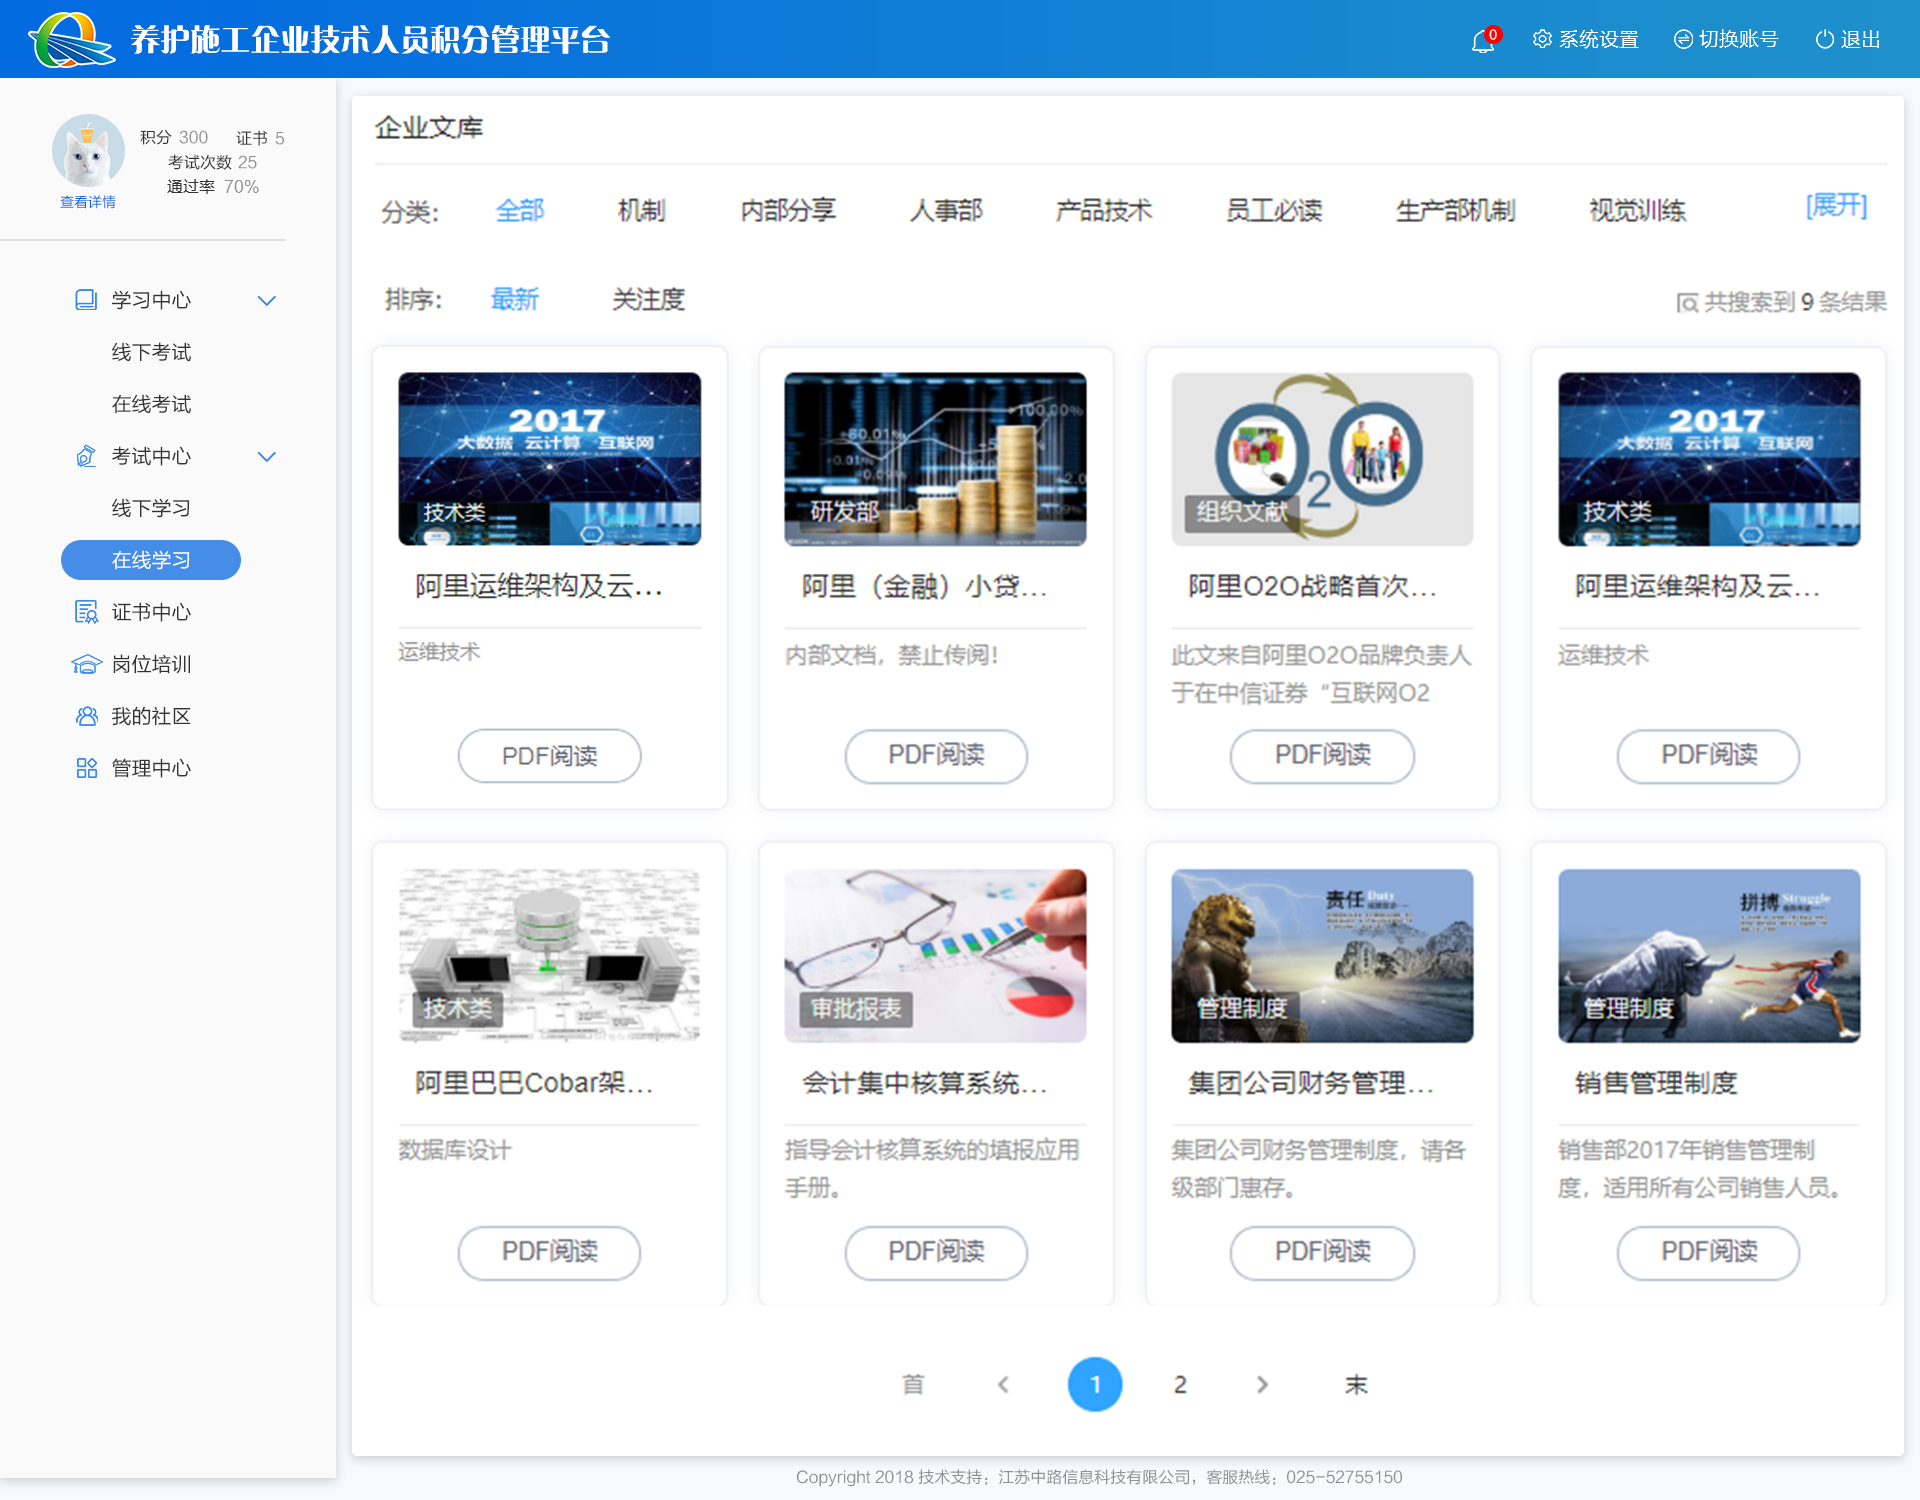 养护施工企业技术人员积分管理平台
0
系统设置
切换账号
退出
积分 300 证书 5
考试次数 25
通过率 70%
查看详情
学习中心
线下考试
在线考试
考试中心
线下学习
在线学习
证书中心
岗位培训
我的社区
管理中心
企业文库
分类: 全部 机制 内部分享 人事部 产品技术 员工必读 生产部机制 视觉训练 [展开]
排序: 最新 关注度
共搜索到 9 条结果
2017
大数据 云计算 互联网
技术类
阿里运维架构及云...
运维技术
PDF阅读
+100.00%
+80.01%
研发部
阿里（金融）小贷...
内部文档，禁止传阅！
PDF阅读
2
组织文献
阿里O2O战略首次...
此文来自阿里O2O品牌负责人
于在中信证券“互联网O2
PDF阅读
2017
大数据 云计算 互联网
技术类
阿里运维架构及云...
运维技术
PDF阅读
技术类
阿里巴巴Cobar架...
数据库设计
PDF阅读
审批报表
会计集中核算系统...
指导会计核算系统的填报应用
手册。
PDF阅读
责任 Duty
管理制度
集团公司财务管理...
集团公司财务管理制度，请各
级部门惠存。
PDF阅读
拼搏 Struggle
管理制度
销售管理制度
销售部2017年销售管理制
度，适用所有公司销售人员。
PDF阅读
首 < 1 2 > 末
Copyright 2018 技术支持：江苏中路信息科技有限公司，客服热线：025-52755150